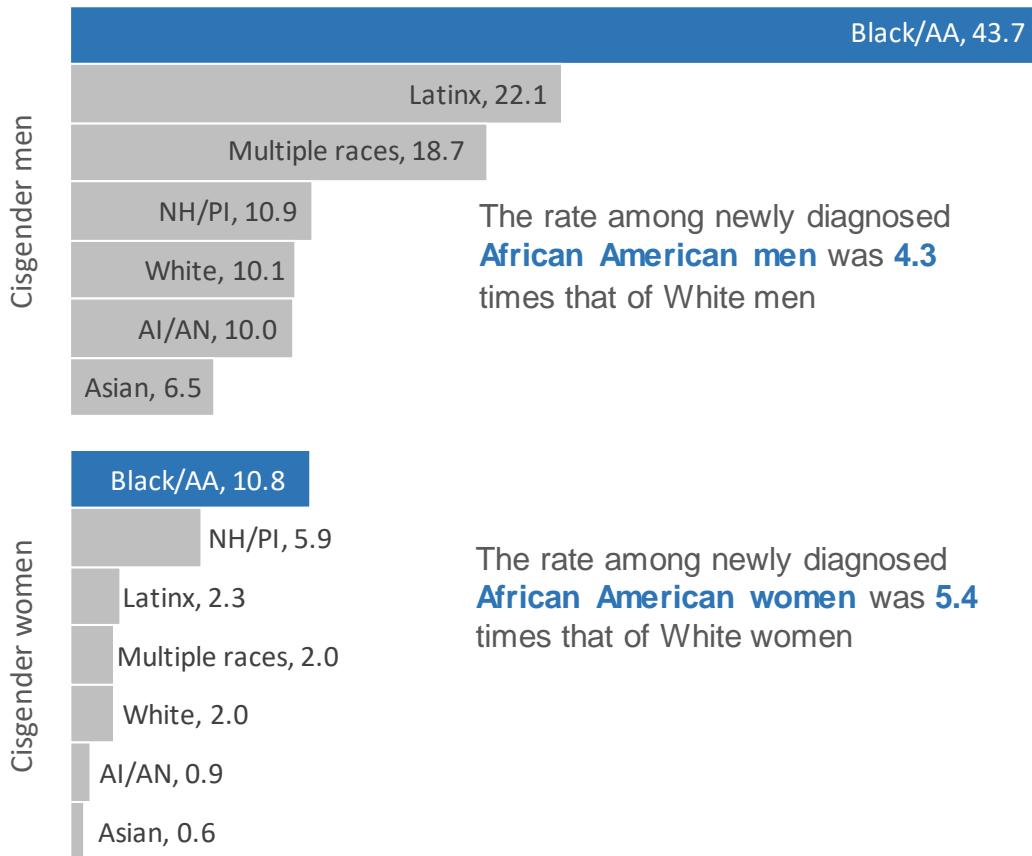 Cisgender men
Black/AA, 43.7
Latinx, 22.1
Multiple races, 18.7
NH/PI, 10.9
White, 10.1
AI/AN, 10.0
Asian, 6.5
The rate among newly diagnosed
African American men was 4.3
times that of White men
Cisgender women
Black/AA, 10.8
NH/PI, 5.9
Latinx, 2.3
Multiple races, 2.0
White, 2.0
AI/AN, 0.9
Asian, 0.6
The rate among newly diagnosed
African American women was 5.4
times that of White women